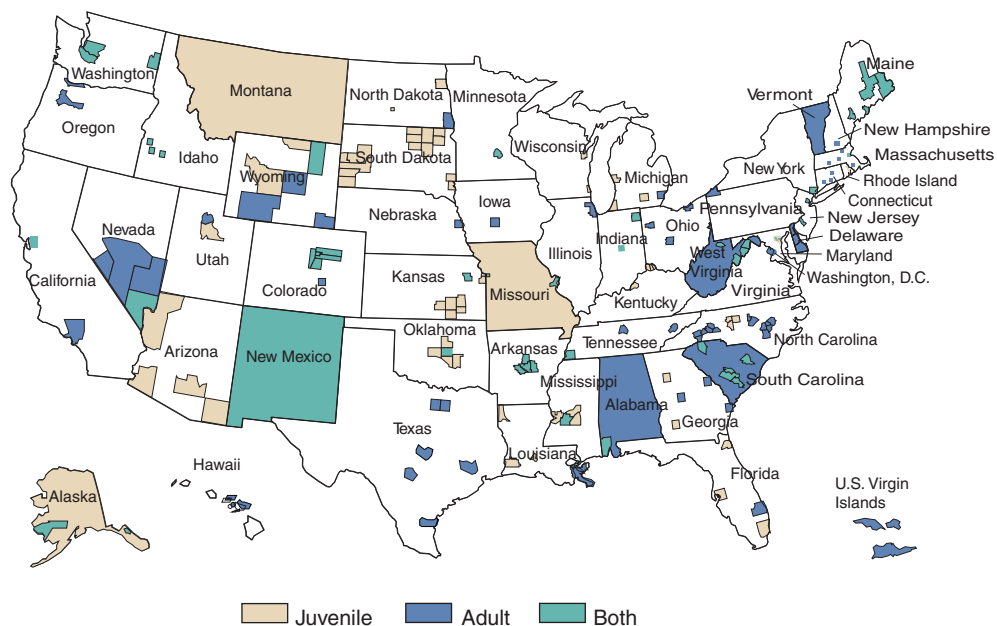 Washington
Montana
North Dakota
Minnesota
Maine
Vermont
Oregon
Idaho
Wyoming
South Dakota
Wisconsin
Michigan
New York
New Hampshire
Massachusetts
Rhode Island
Connecticut
New Jersey
Delaware
Maryland
Washington, D.C.
Nebraska
Iowa
Illinois
Indiana
Ohio
Pennsylvania
West
Virginia
Virginia
Nevada
Utah
Colorado
Kansas
Missouri
Kentucky
California
Arizona
New Mexico
Oklahoma
Arkansas
Tennessee
North Carolina
South Carolina
Mississippi
Alabama
Georgia
Texas
Louisiana
Florida
Hawaii
Alaska
U.S. Virgin
Islands
Juvenile
Adult
Both